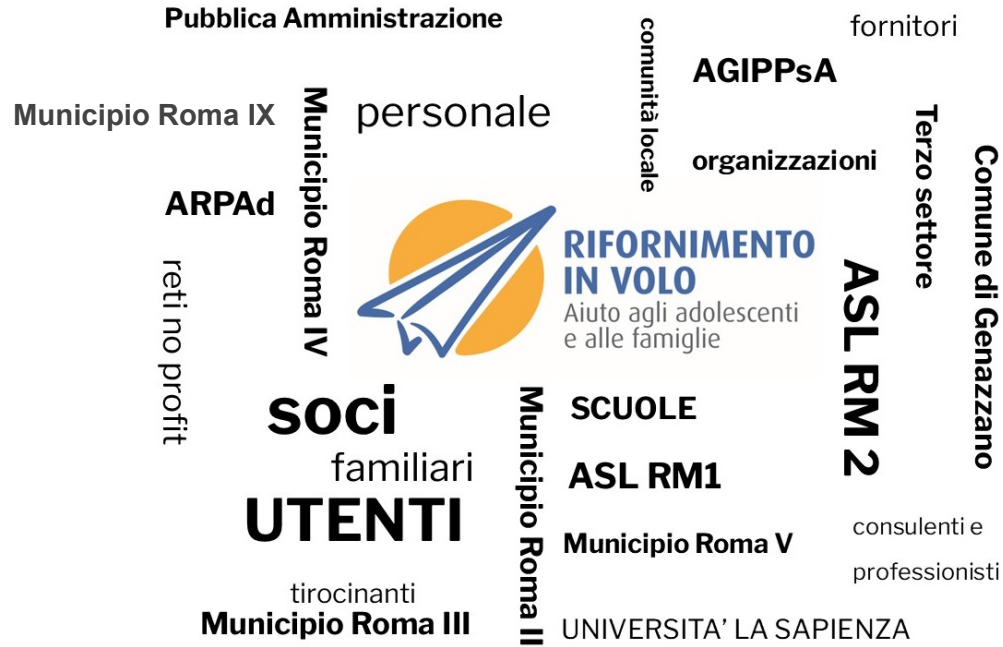 Pubblica Amministrazione
fornitori
comunità locale
AGIPPsA
Municipio Roma IX
Municipio Roma IV
personale
Terzo settore
Comune di Genazzano
organizzazioni
ARPAd
RIFORNIMENTO
IN VOLO
Aiuto agli adolescenti
e alle famiglie
reti no profit
ASL RM 2
soci
Municipio Roma II
SCUOLE
familiari
ASL RM1
UTENTI
Municipio Roma V
consulenti e
professionisti
tirocinanti
Municipio Roma III
UNIVERSITA’ LA SAPIENZA